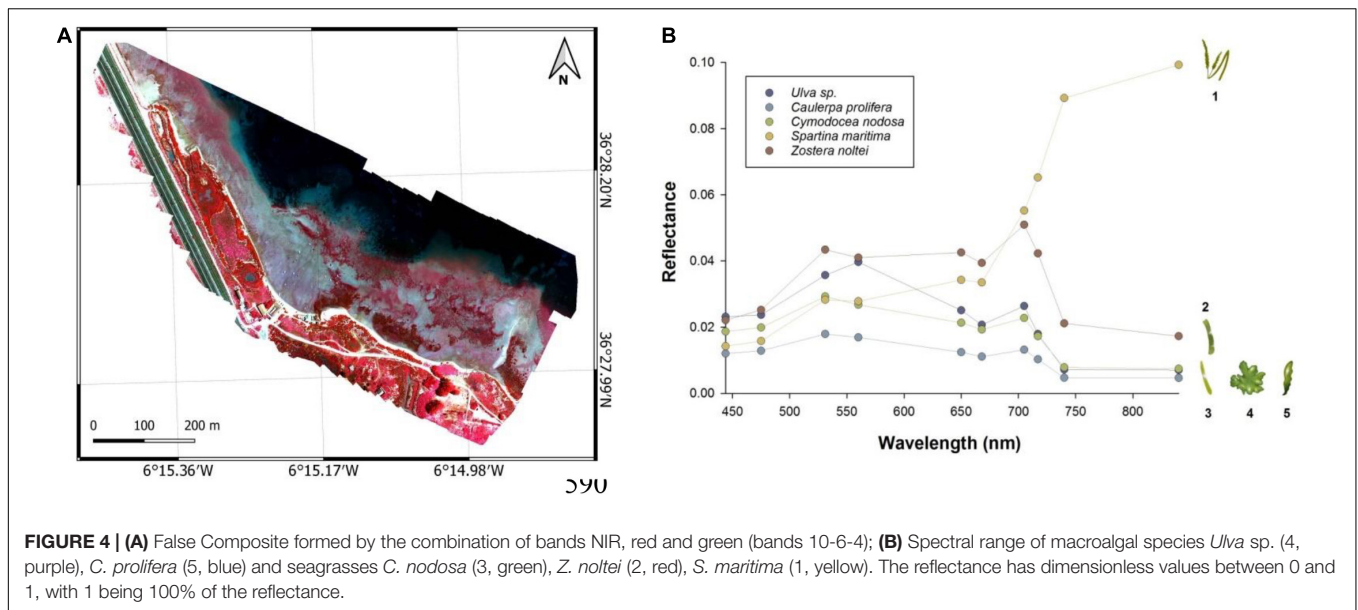 A
N
36°28.20'N
36°27.99'N
0 100 200 m
6°15.36'W 6°15.17'W 6°14.98'W
B
Reflectance
0.10
0.08
0.06
0.04
0.02
0.00
Ulva sp.
Caulerpa prolifera
Cymodocea nodosa
Spartina maritima
Zostera noltei
1
2
3 4 5
450 500 550 600 650 700 750 800
Wavelength (nm)
FIGURE 4 | (A) False Composite formed by the combination of bands NIR, red and green (bands 10-6-4); (B) Spectral range of macroalgal species Ulva sp. (4,
purple), C. prolifera (5, blue) and seagrasses C. nodosa (3, green), Z. noltei (2, red), S. maritima (1, yellow). The reflectance has dimensionless values between 0 and
1, with 1 being 100% of the reflectance.